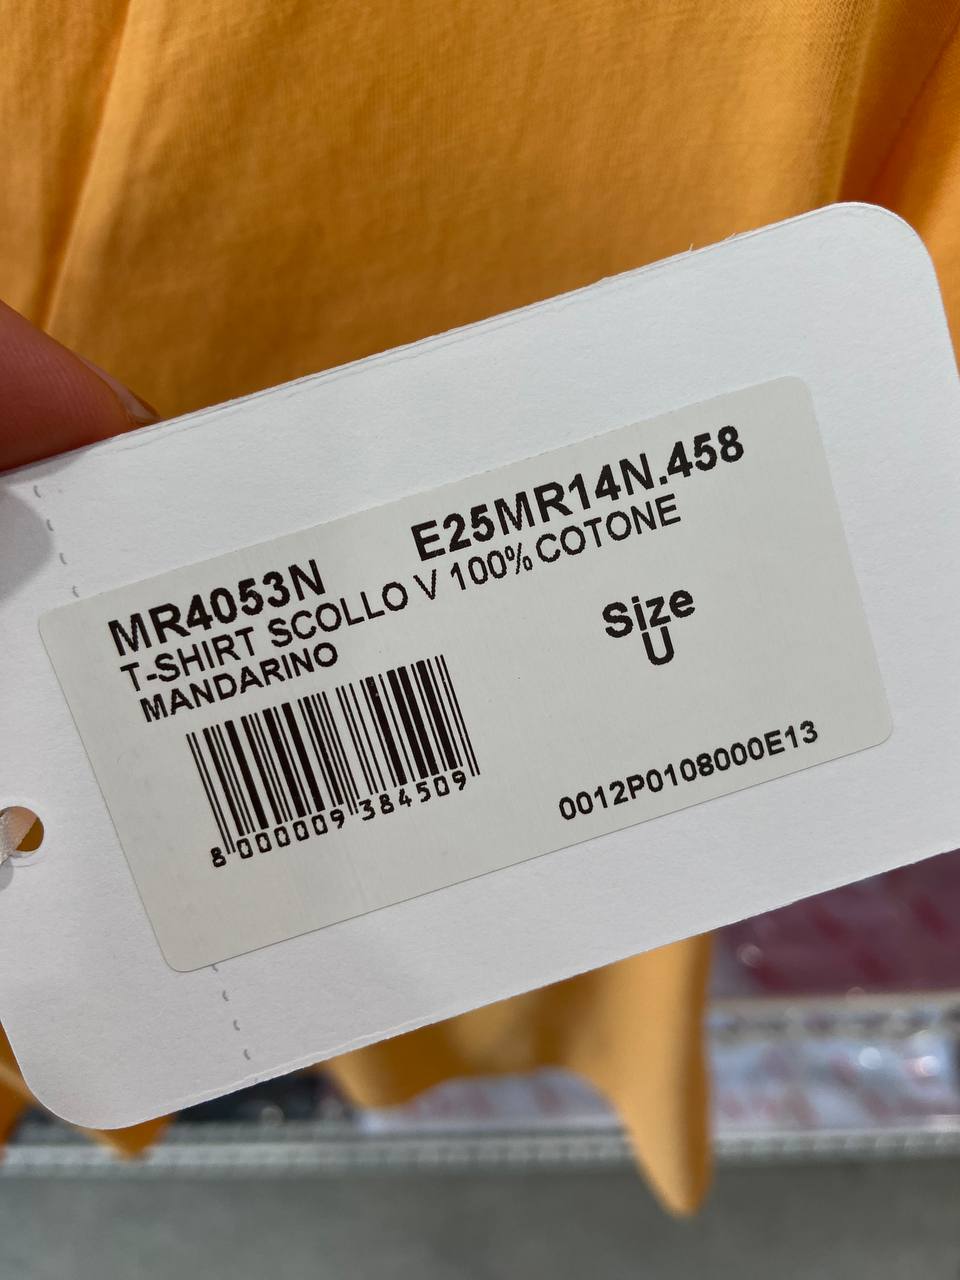 MR4053N E25MR14N.458
T-SHIRT SCOLLO V 100% COTONE
MANDARINO
Size
U
8 000009 384509
0012P0108000E13